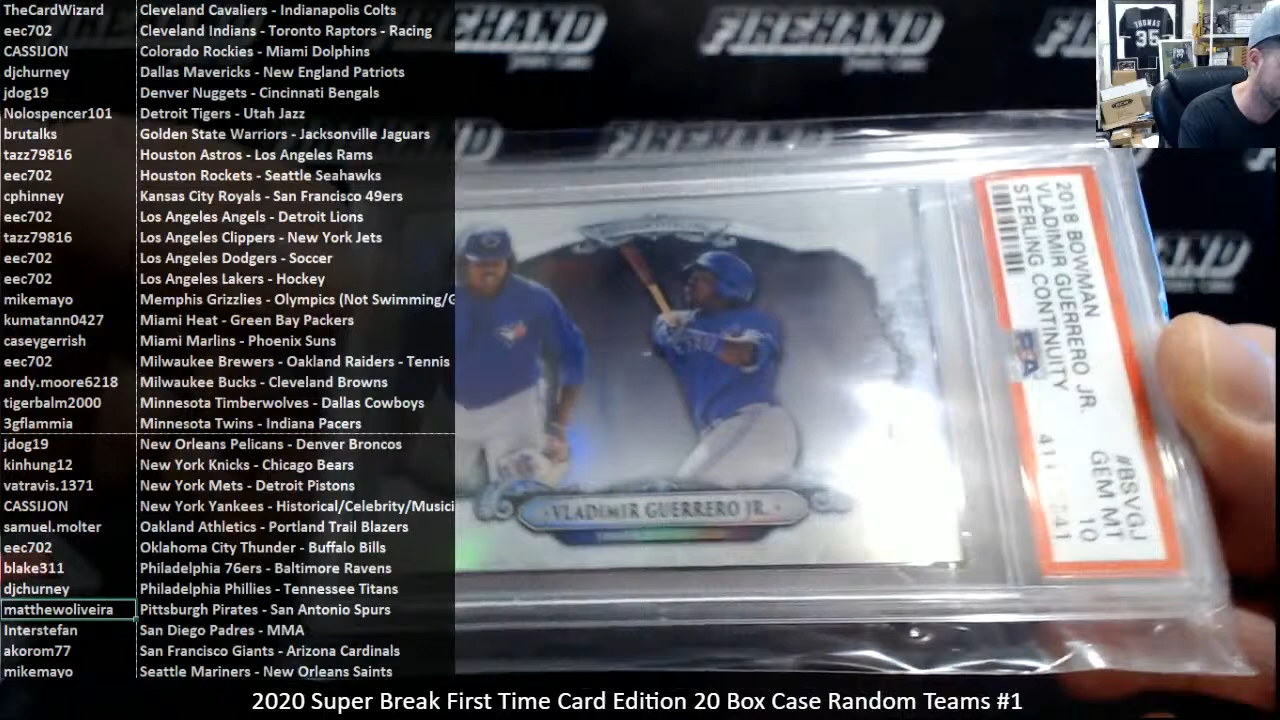 TheCardWizard Cleveland Cavaliers - Indianapolis Colts
eec702 Cleveland Indians - Toronto Raptors - Racing
CASSIJON Colorado Rockies - Miami Dolphins
djchurney Dallas Mavericks - New England Patriots
jdog19 Denver Nuggets - Cincinnati Bengals
Nolospencer101 Detroit Tigers - Utah Jazz
brutalks Golden State Warriors - Jacksonville Jaguars
tazz79816 Houston Astros - Los Angeles Rams
eec702 Houston Rockets - Seattle Seahawks
cphinney Kansas City Royals - San Francisco 49ers
eec702 Los Angeles Angels - Detroit Lions
tazz79816 Los Angeles Clippers - New York Jets
eec702 Los Angeles Dodgers - Soccer
eec702 Los Angeles Lakers - Hockey
mikemayo Memphis Grizzlies - Olympics (Not Swimming/G
kumatann0427 Miami Heat - Green Bay Packers
caseygerrish Miami Marlins - Phoenix Suns
eec702 Milwaukee Brewers - Oakland Raiders - Tennis
andy.moore6218 Milwaukee Bucks - Cleveland Browns
tigerbalm2000 Minnesota Timberwolves - Dallas Cowboys
3gflammia Minnesota Twins - Indiana Pacers
jdog19 New Orleans Pelicans - Denver Broncos
kinhung12 New York Knicks - Chicago Bears
vatravis.1371 New York Mets - Detroit Pistons
CASSIJON New York Yankees - Historical/Celebrity/Musici
samuel.molter Oakland Athletics - Portland Trail Blazers
eec702 Oklahoma City Thunder - Buffalo Bills
blake311 Philadelphia 76ers - Baltimore Ravens
djchurney Philadelphia Phillies - Tennessee Titans
matthewoliveira Pittsburgh Pirates - San Antonio Spurs
Interstefan San Diego Padres - MMA
akorom77 San Francisco Giants - Arizona Cardinals
mikemayo Seattle Mariners - New Orleans Saints
FIREHAND
FIREHAND
FIREHAND
FIREHAND
THOMAS
35
2018 BOWMAN #BSVGJ
VLADIMIR GUERRERO JR. GEM MT
STERLING CONTINUITY 10
PSA
VLADIMIR GUERRERO JR.
2020 Super Break First Time Card Edition 20 Box Case Random Teams #1